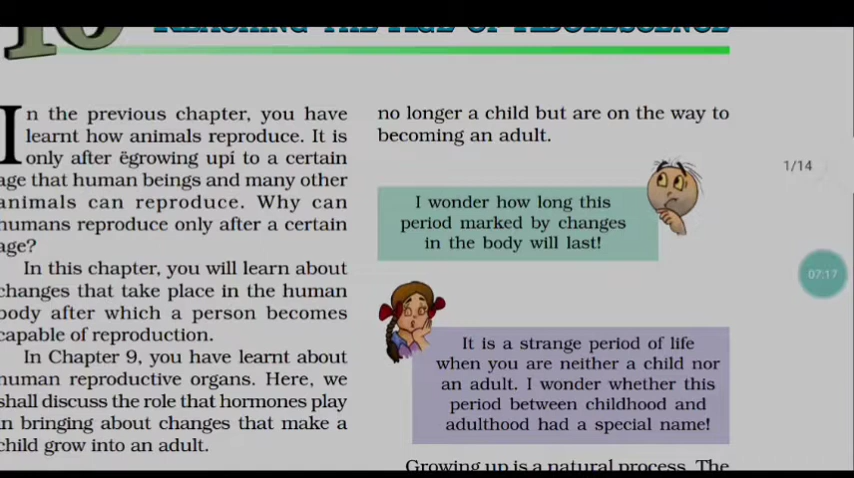 10 REACHING THE AGE OF ADOLESCENCE
In the previous chapter, you have
learnt how animals reproduce. It is
only after ëgrowing upí to a certain
age that human beings and many other
animals can reproduce. Why can
humans reproduce only after a certain
age?
In this chapter, you will learn about
changes that take place in the human
body after which a person becomes
capable of reproduction.
In Chapter 9, you have learnt about
human reproductive organs. Here, we
shall discuss the role that hormones play
in bringing about changes that make a
child grow into an adult.
no longer a child but are on the way to
becoming an adult.
I wonder how long this
period marked by changes
in the body will last!
It is a strange period of life
when you are neither a child nor
an adult. I wonder whether this
period between childhood and
adulthood had a special name!
Growing up is a natural process. The
1/14
07:17